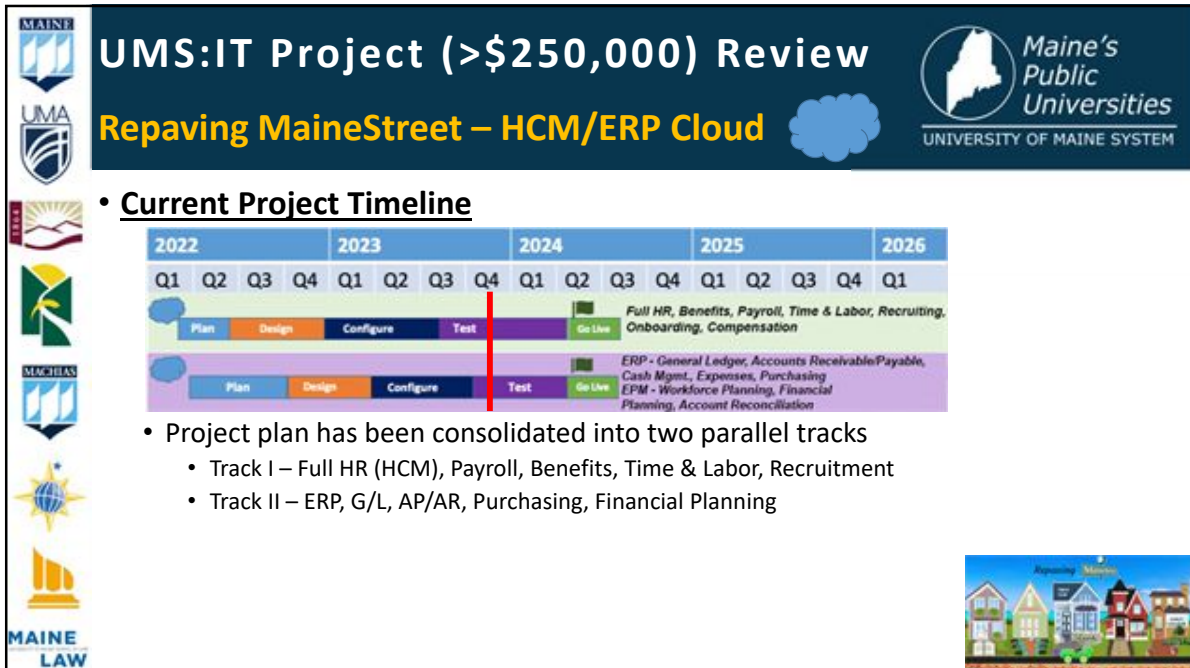 MAINE
UMS:IT Project (>$250,000) Review
Repaving MaineStreet – HCM/ERP Cloud
Maine's
Public
Universities
UNIVERSITY OF MAINE SYSTEM
UMA
1864
MACHIAS
MAINE
LAW
• Current Project Timeline
2022 2023 2024 2025 2026
Q1 Q2 Q3 Q4 Q1 Q2 Q3 Q4 Q1 Q2 Q3 Q4 Q1 Q2 Q3 Q4 Q1
Plan Design Configure Test Go Live
Full HR, Benefits, Payroll, Time & Labor, Recruiting,
Onboarding, Compensation
Plan Design Configure Test Go Live
ERP - General Ledger, Accounts Receivable/Payable,
Cash Mgmt., Expenses, Purchasing
EPM - Workforce Planning, Financial
Planning, Account Reconciliation
• Project plan has been consolidated into two parallel tracks
• Track I – Full HR (HCM), Payroll, Benefits, Time & Labor, Recruitment
• Track II – ERP, G/L, AP/AR, Purchasing, Financial Planning
Repaving